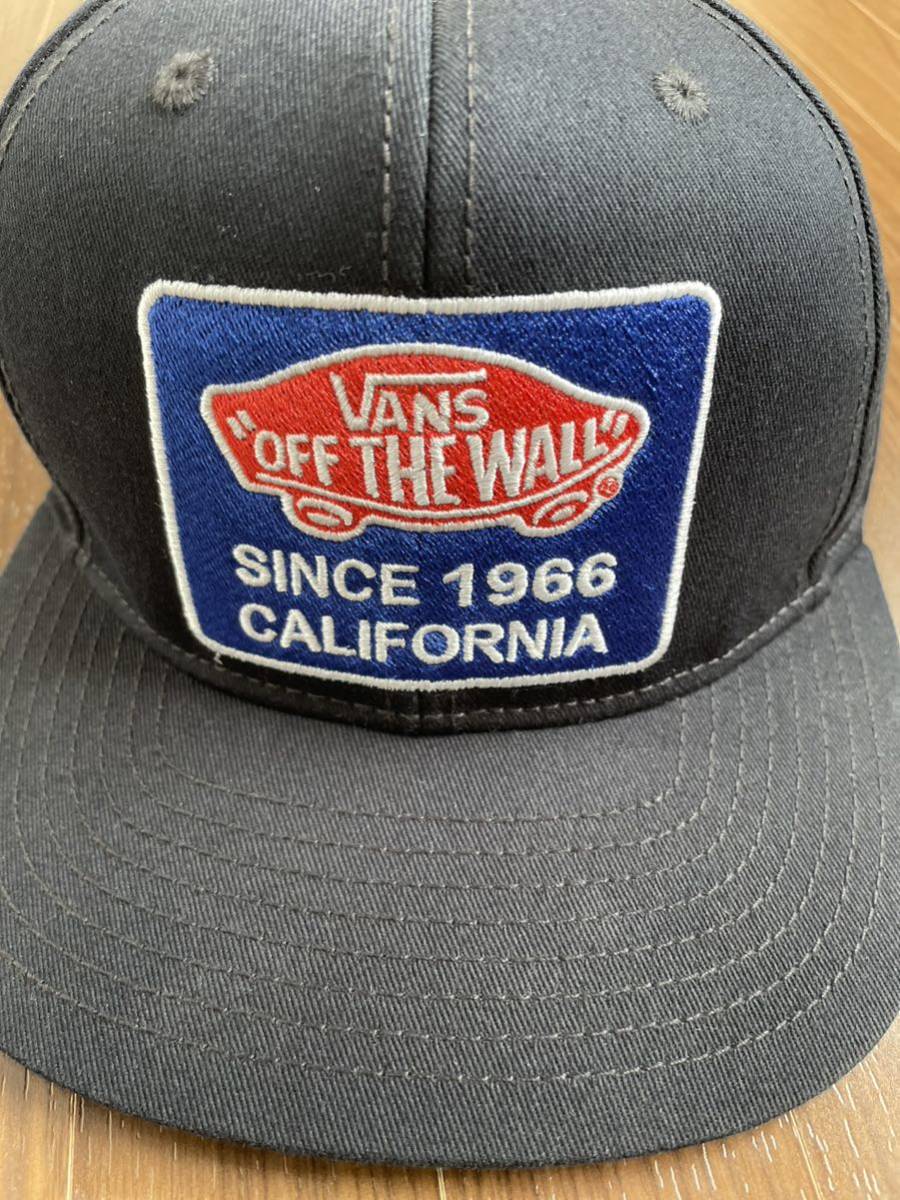 VANS
"OFF THE WALL"
SINCE 1966
CALIFORNIA